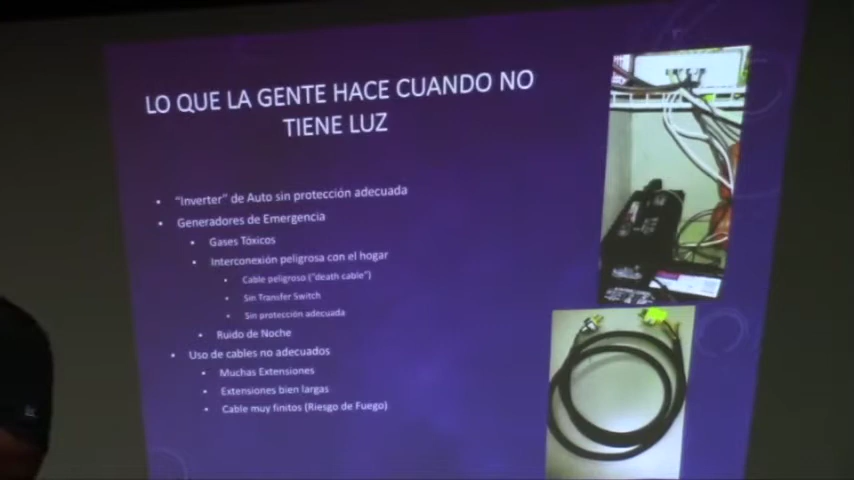 LO QUE LA GENTE HACE CUANDO NO
TIENE LUZ
• "Inverter" de Auto sin protección adecuada
• Generadores de Emergencia
• Gases Tóxicos
• Interconexión peligrosa con el hogar
• Cable peligroso ("death cable")
• Sin Transfer Switch
• Sin protección adecuada
• Ruido de Noche
• Uso de cables no adecuados
• Muchas Extensiones
• Extensiones bien largas
• Cable muy finitos (Riesgo de Fuego)